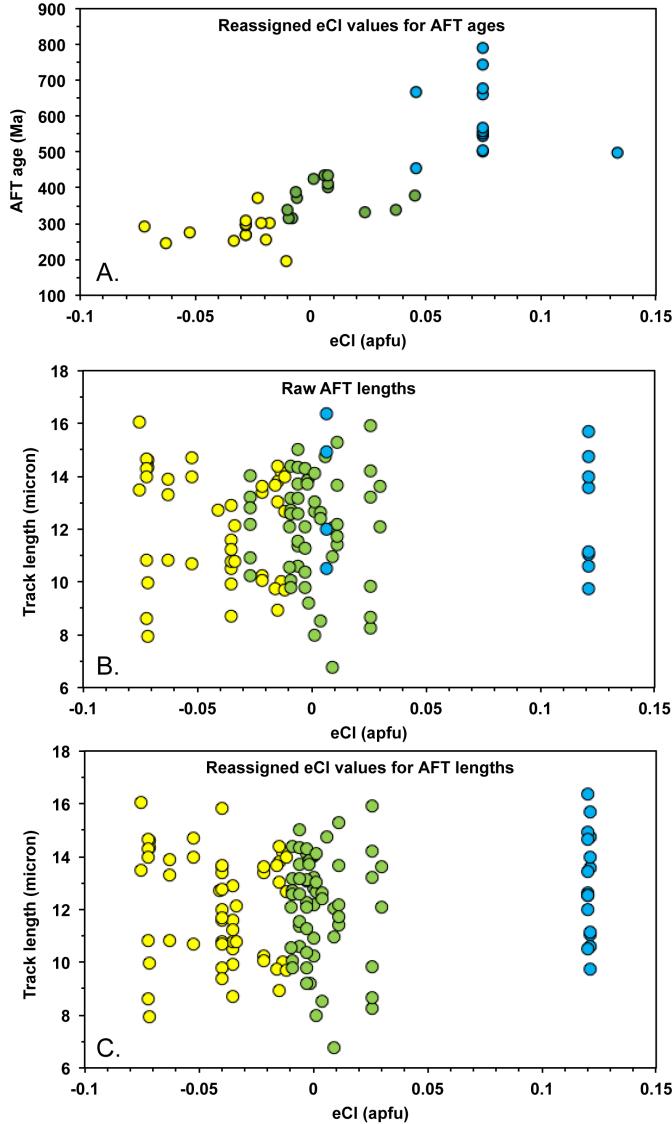 Reassigned eCl values for AFT ages
900
800
700
600
500
400
300
200
100
AFT age (Ma)
A.
-0.1 -0.05 0 0.05 0.1 0.15
eCl (apfu)
Raw AFT lengths
18
16
14
12
10
8
6
Track length (micron)
B.
-0.1 -0.05 0 0.05 0.1 0.15
eCl (apfu)
Reassigned eCl values for AFT lengths
18
16
14
12
10
8
6
Track length (micron)
C.
-0.1 -0.05 0 0.05 0.1 0.15
eCl (apfu)